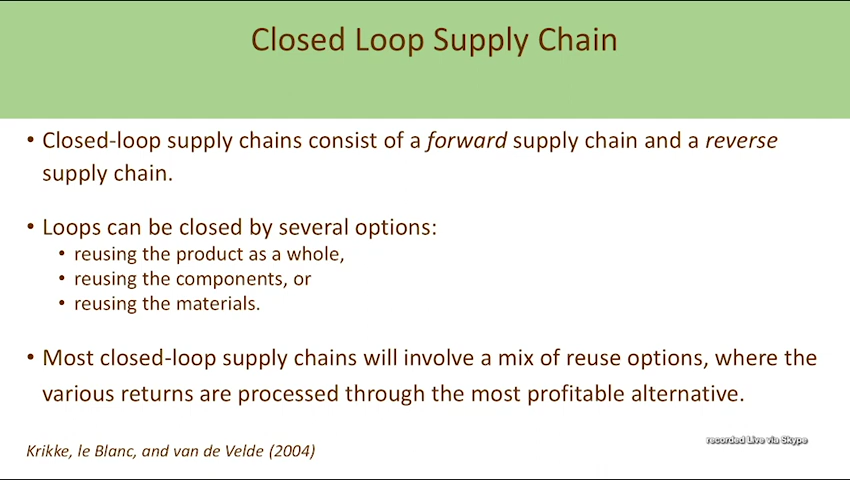 Closed Loop Supply Chain
• Closed-loop supply chains consist of a forward supply chain and a reverse
supply chain.
• Loops can be closed by several options:
• reusing the product as a whole,
• reusing the components, or
• reusing the materials.
• Most closed-loop supply chains will involve a mix of reuse options, where the
various returns are processed through the most profitable alternative.
recorded Live via Skype
Krikke, le Blanc, and van de Velde (2004)